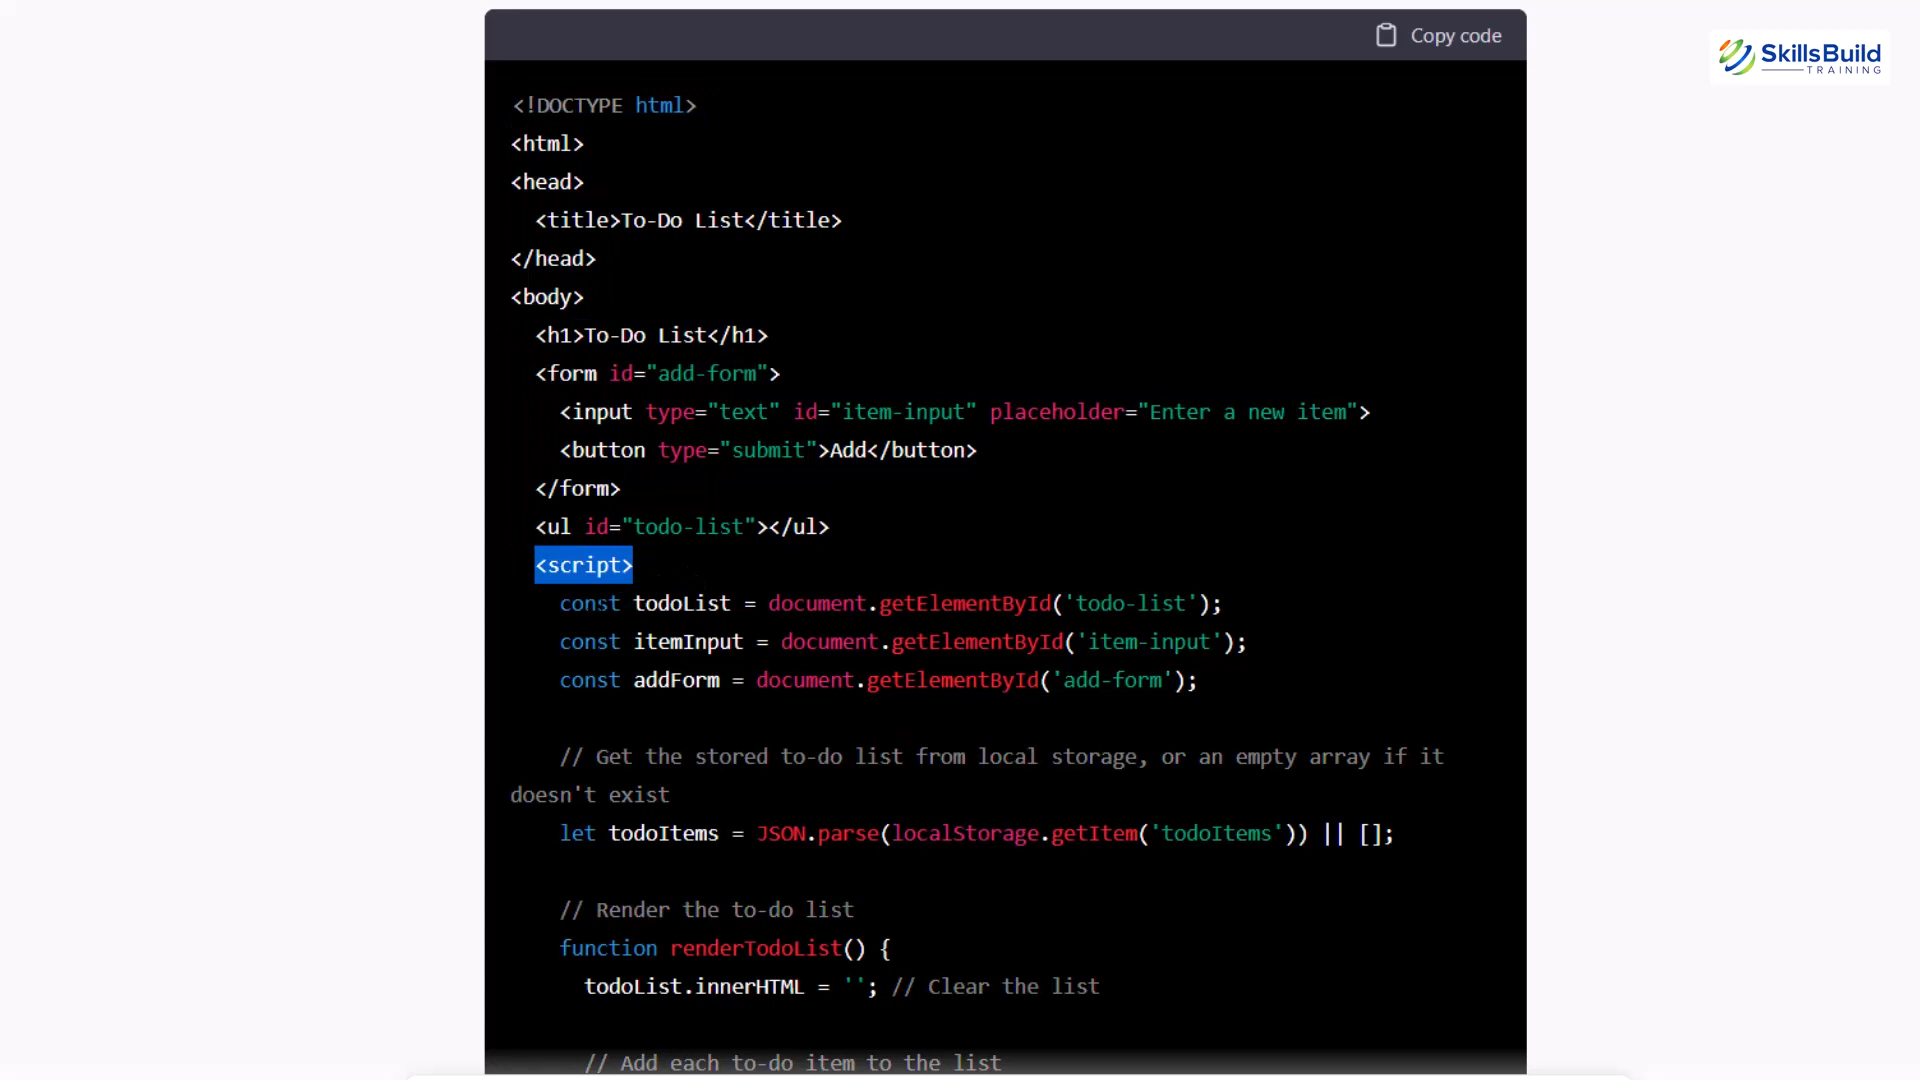 Copy code
SkillsBuild
TRAINING
<!DOCTYPE html>
<html>
<head>
  <title>To-Do List</title>
</head>
<body>
  <h1>To-Do List</h1>
  <form id="add-form">
    <input type="text" id="item-input" placeholder="Enter a new item">
    <button type="submit">Add</button>
  </form>
  <ul id="todo-list"></ul>
  <script>
    const todoList = document.getElementById('todo-list');
    const itemInput = document.getElementById('item-input');
    const addForm = document.getElementById('add-form');
    // Get the stored to-do list from local storage, or an empty array if it
doesn't exist
    let todoItems = JSON.parse(localStorage.getItem('todoItems')) || [];
    // Render the to-do list
    function renderTodoList() {
      todoList.innerHTML = ''; // Clear the list
      // Add each to-do item to the list